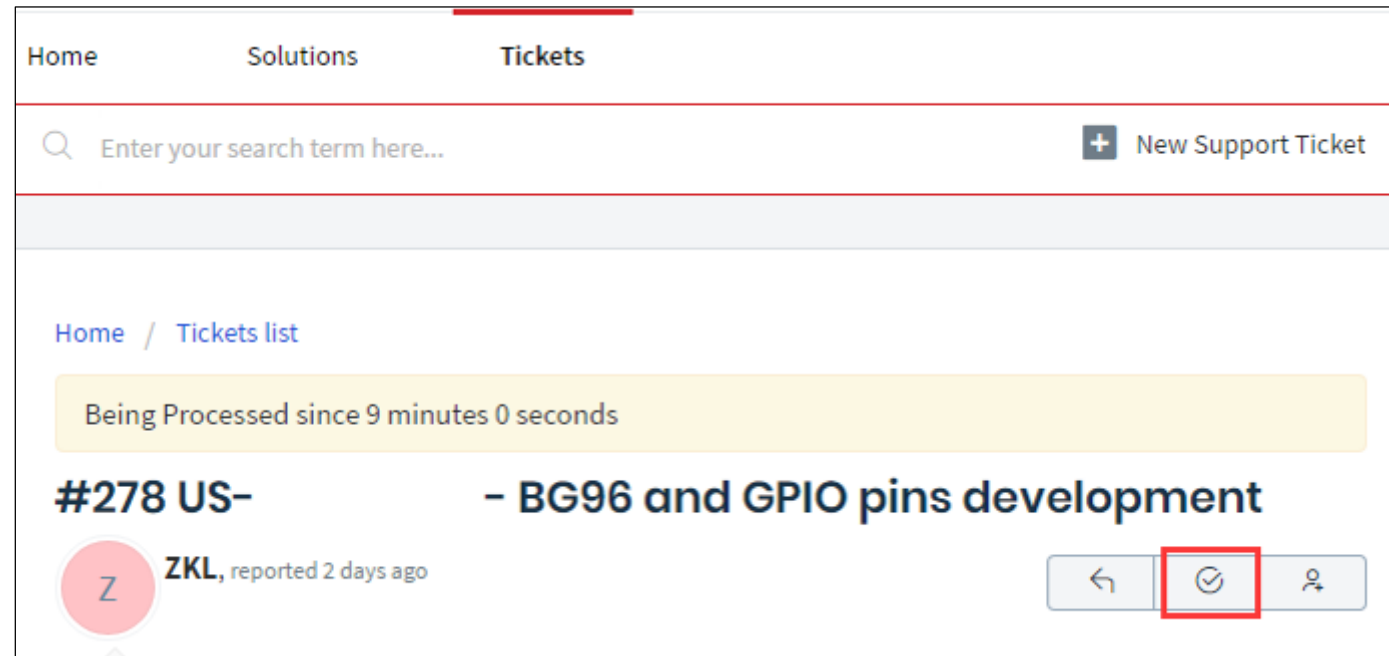 Home Solutions Tickets
Enter your search term here...
New Support Ticket
Home / Tickets list
Being Processed since 9 minutes 0 seconds
#278 US- - BG96 and GPIO pins development
Z
ZKL, reported 2 days ago